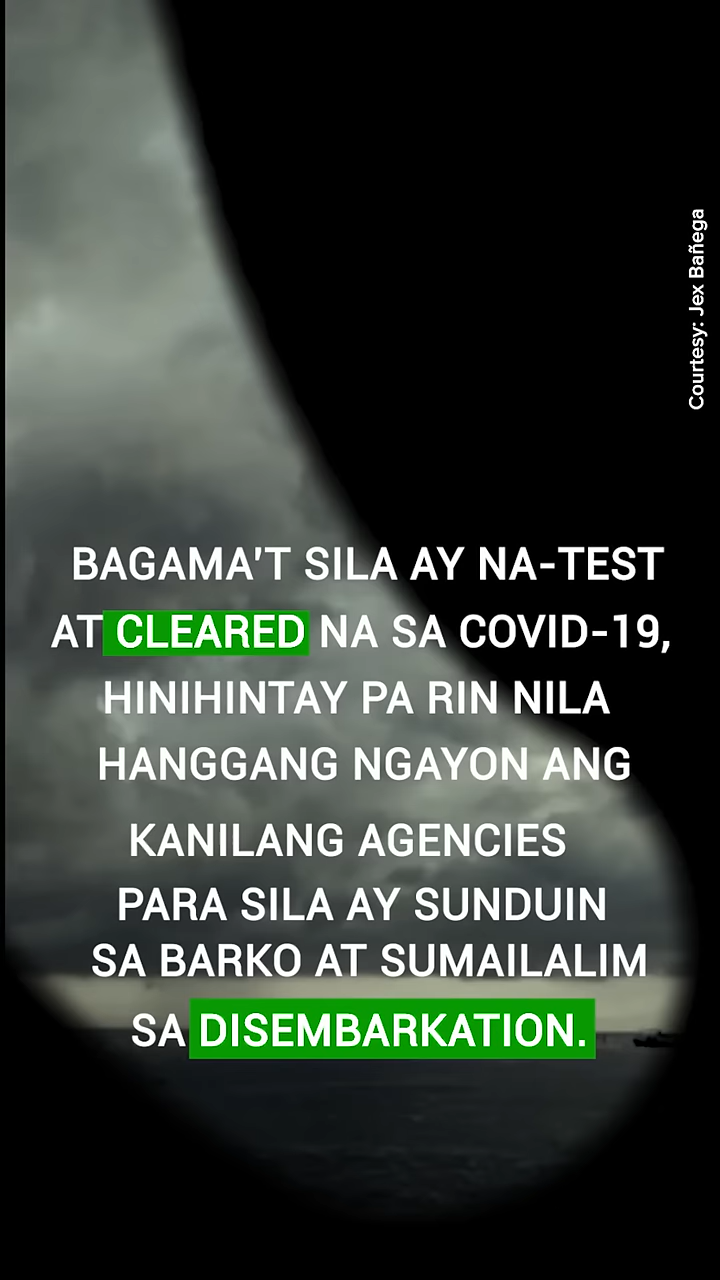 Courtesy: Jex Bañega
BAGAMA'T SILA AY NA-TEST
AT CLEARED NA SA COVID-19,
HINIHINTAY PA RIN NILA
HANGGANG NGAYON ANG
KANILANG AGENCIES
PARA SILA AY SUNDUIN
SA BARKO AT SUMAILALIM
SA DISEMBARKATION.